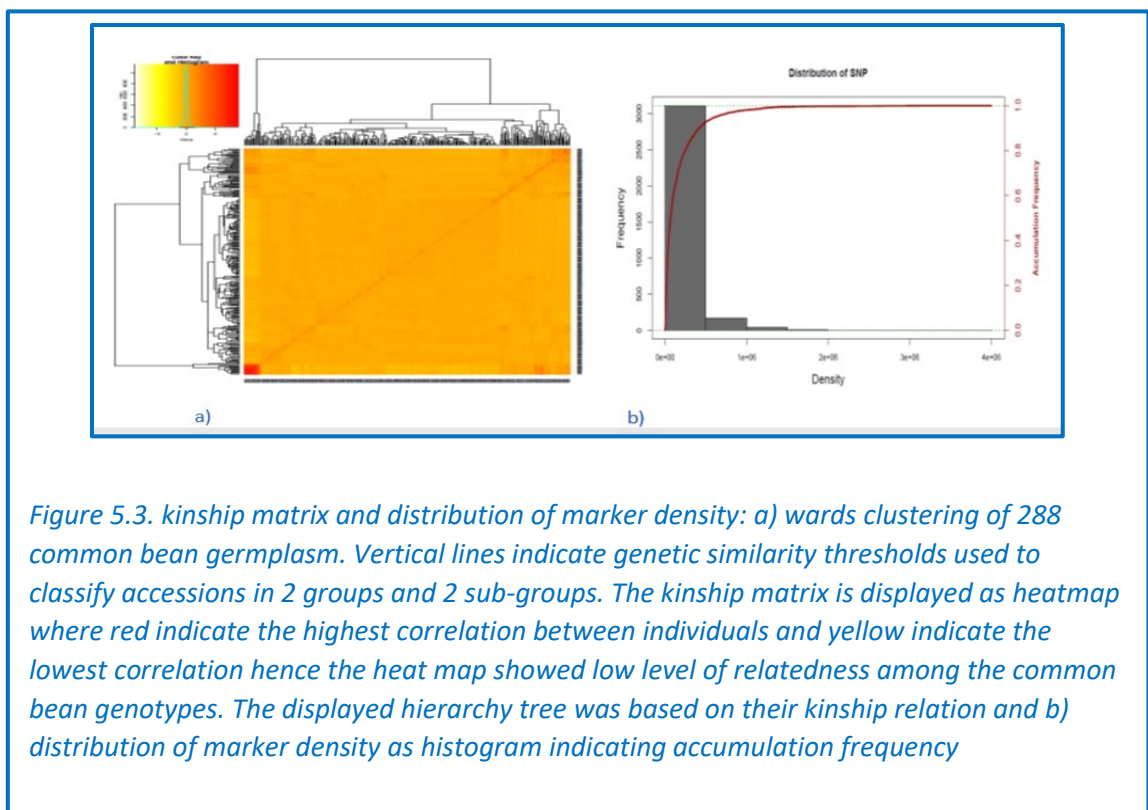 Color Key
and Histogram
Value
a)
Distribution of SNP
Frequency
3000
2500
2000
1500
1000
500
0
1.0
0.8
0.6
0.4
0.2
0.0
Accumulation Frequency
0e+00 1e+06 2e+06 3e+06 4e+06
Density
b)
Figure 5.3. kinship matrix and distribution of marker density: a) wards clustering of 288
common bean germplasm. Vertical lines indicate genetic similarity thresholds used to
classify accessions in 2 groups and 2 sub-groups. The kinship matrix is displayed as heatmap
where red indicate the highest correlation between individuals and yellow indicate the
lowest correlation hence the heat map showed low level of relatedness among the common
bean genotypes. The displayed hierarchy tree was based on their kinship relation and b)
distribution of marker density as histogram indicating accumulation frequency